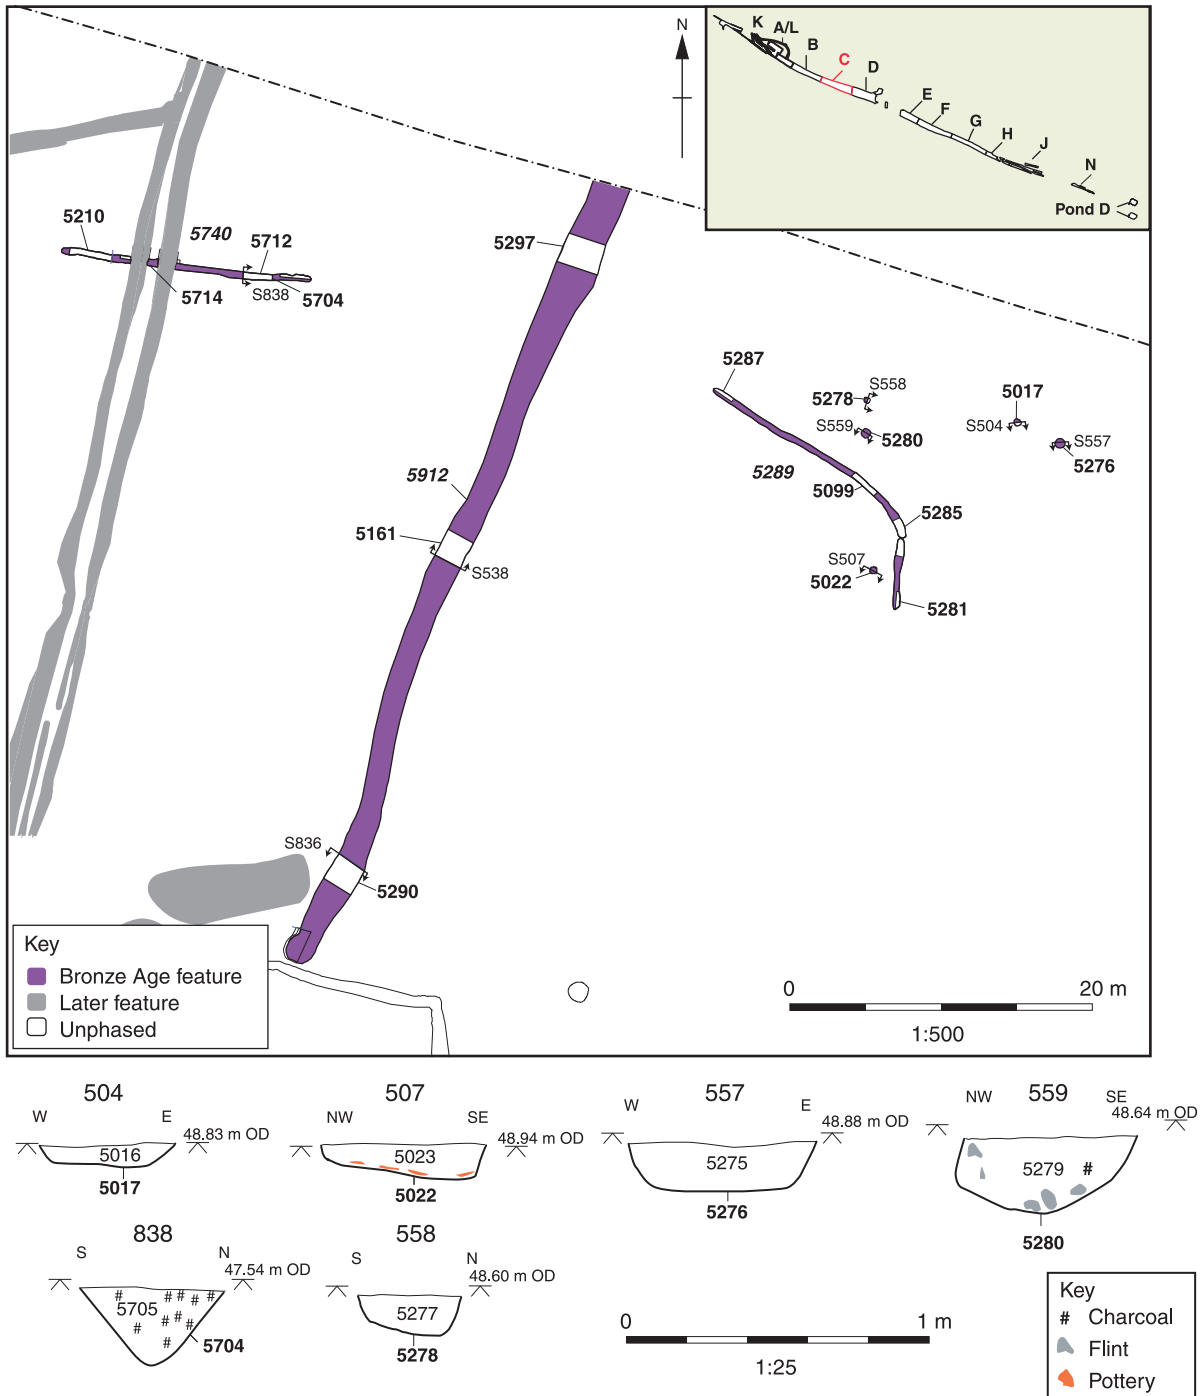 N
K
A/L
B
C
D
E
F
G
H
J
N
Pond D
5210
5740
5712
5714
S838
5704
5297
5912
5161
S538
S836
5290
5287
5278
S558
S559
5280
5017
S504
S557
5276
5289
5099
5285
S507
5022
5281
Key
Bronze Age feature
Later feature
Unphased
0 20 m
1:500
504
W E
48.83 m OD
5016
5017
507
NW SE
48.94 m OD
5023
5022
557
W E
48.88 m OD
5275
5276
559
NW SE
48.64 m OD
5279
#
5280
838
S N
47.54 m OD
5705
5704
558
S N
48.60 m OD
5277
5278
0 1 m
1:25
Key
# Charcoal
Flint
Pottery